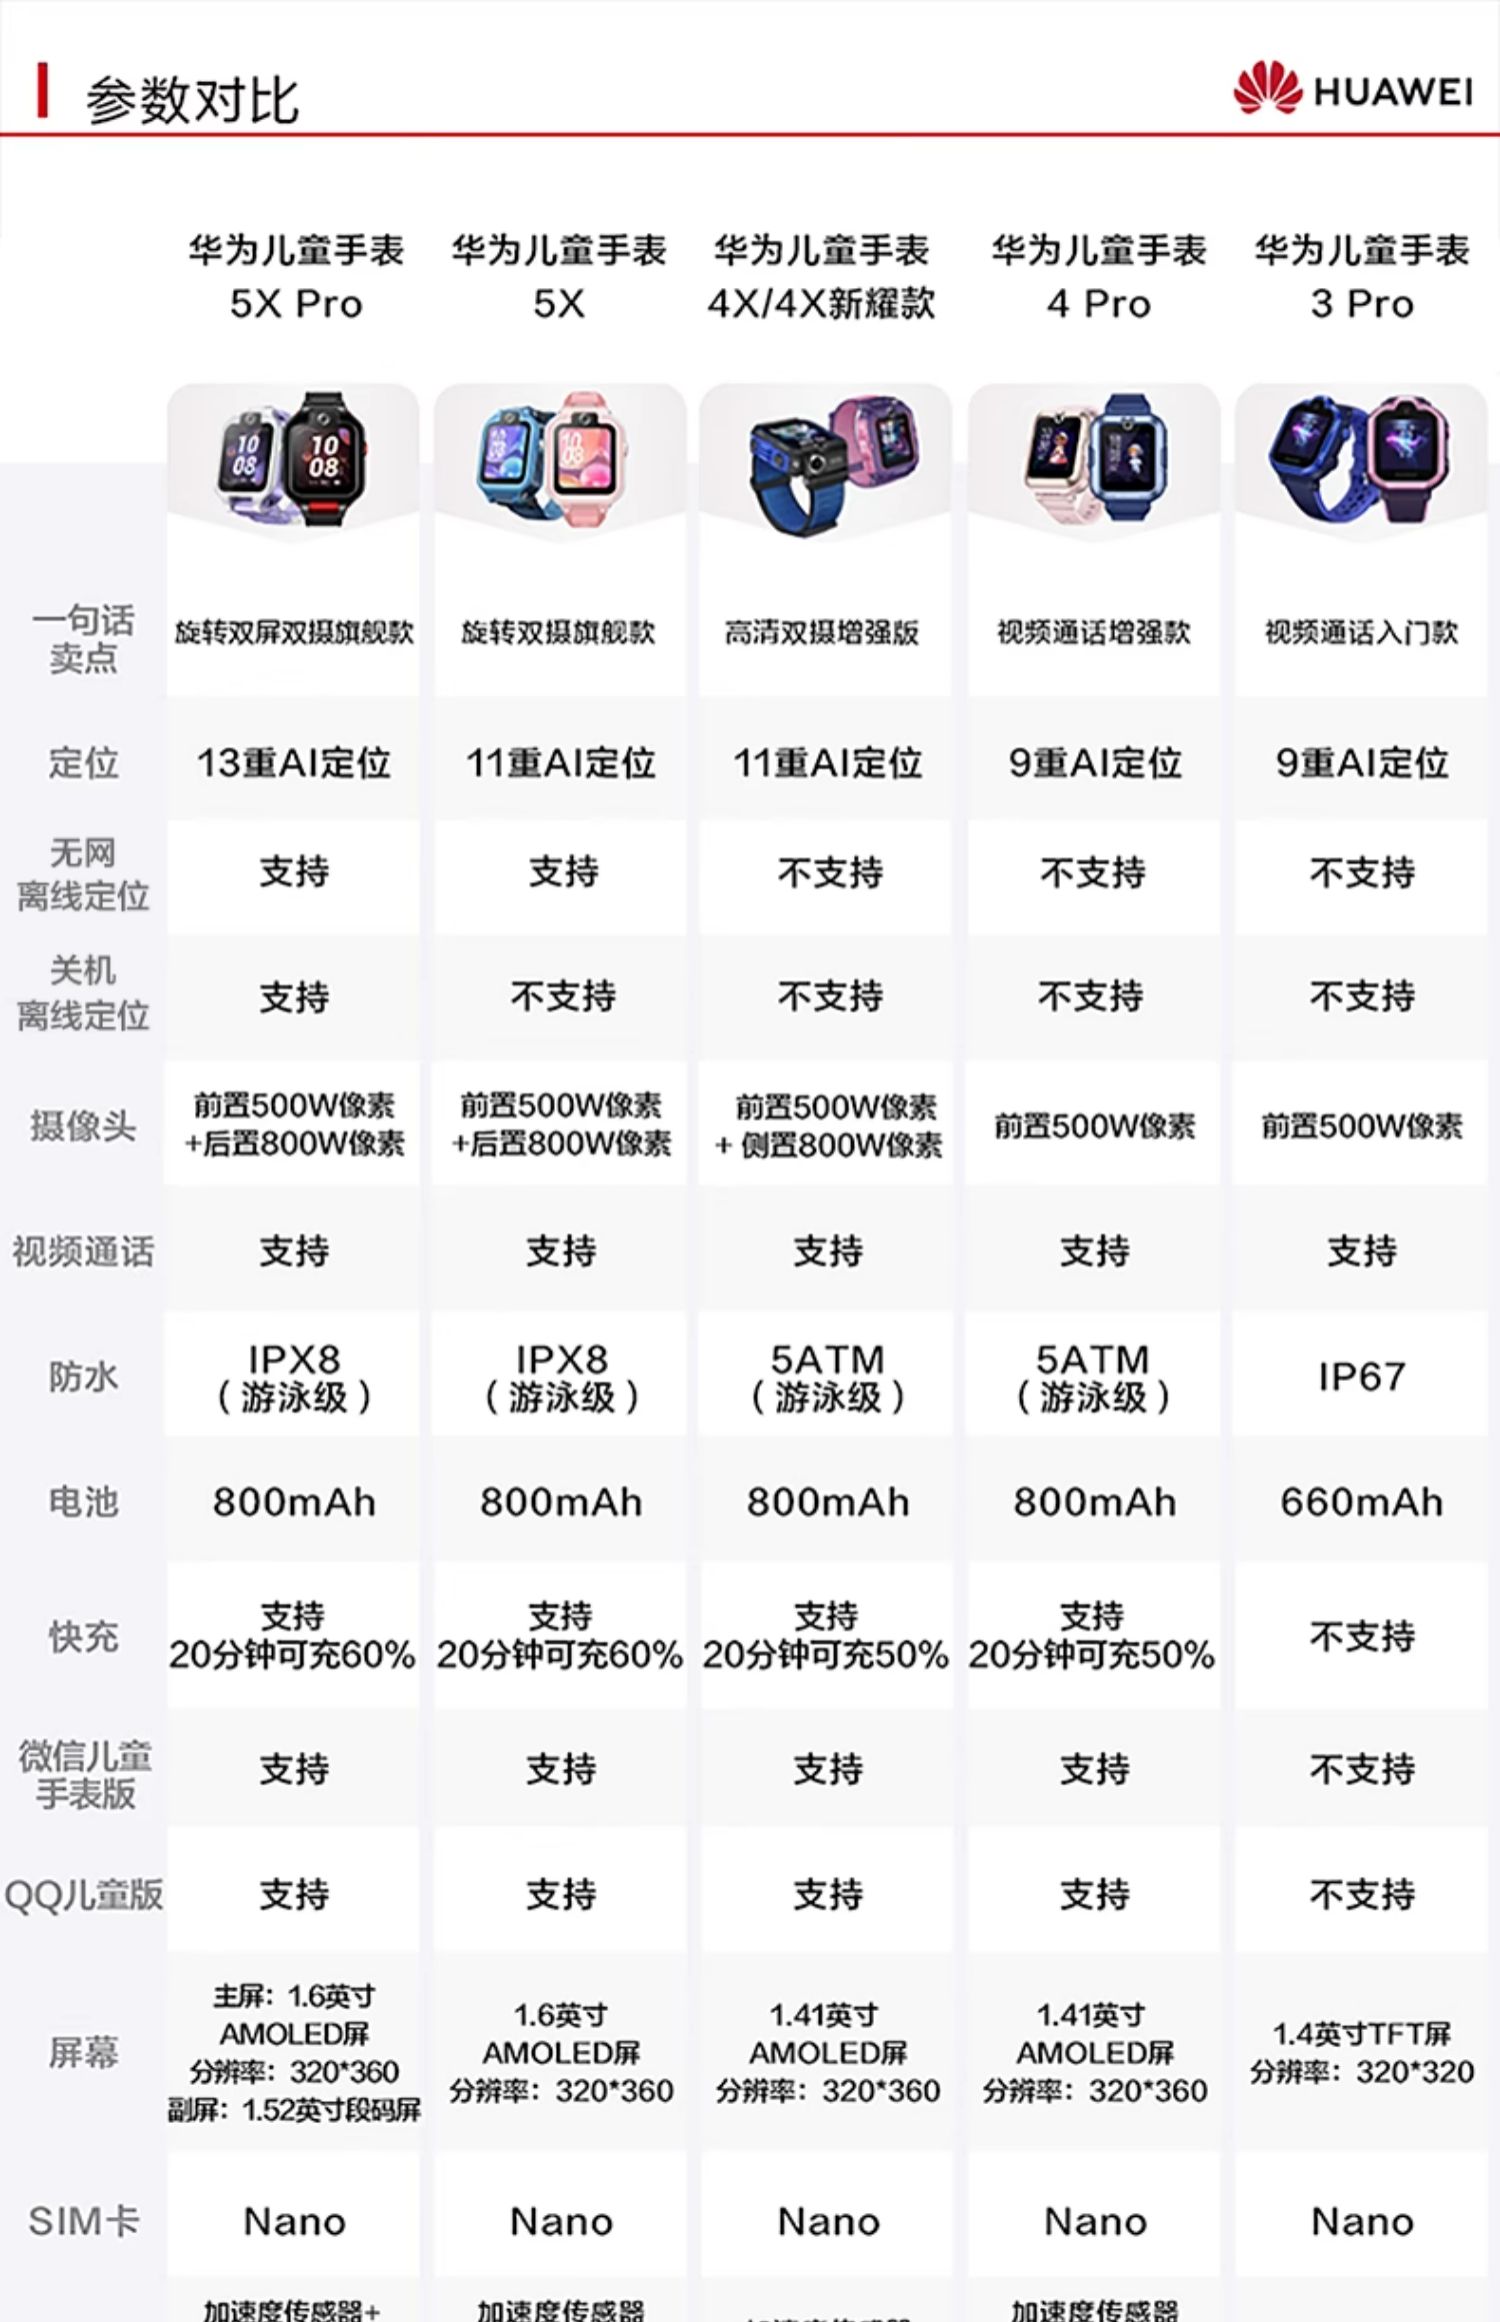 参数对比
HUAWEI
华为儿童手表 华为儿童手表 华为儿童手表 华为儿童手表 华为儿童手表
5X Pro 5X 4X/4X新耀款 4 Pro 3 Pro
一句话
卖点
旋转双屏双摄旗舰款 旋转双摄旗舰款 高清双摄增强版 视频通话增强款 视频通话入门款
定位 13重AI定位 11重AI定位 11重AI定位 9重AI定位 9重AI定位
无网
离线定位
支持 支持 不支持 不支持 不支持
关机
离线定位
支持 不支持 不支持 不支持 不支持
摄像头
前置500W像素 前置500W像素 前置500W像素 前置500W像素 前置500W像素
+后置800W像素 +后置800W像素 + 侧置800W像素
视频通话 支持 支持 支持 支持 支持
防水
IPX8 IPX8 5ATM 5ATM IP67
（游泳级） （游泳级） （游泳级） （游泳级）
电池 800mAh 800mAh 800mAh 800mAh 660mAh
快充
支持 支持 支持 支持 不支持
20分钟可充60% 20分钟可充60% 20分钟可充50% 20分钟可充50%
微信儿童
手表版
支持 支持 支持 支持 不支持
QQ儿童版 支持 支持 支持 支持 不支持
屏幕
主屏：1.6英寸
AMOLED屏
分辨率：320*360
副屏：1.52英寸段码屏
1.6英寸
AMOLED屏
分辨率：320*360
1.41英寸
AMOLED屏
分辨率：320*360
1.41英寸
AMOLED屏
分辨率：320*360
1.4英寸TFT屏
分辨率：320*320
SIM卡 Nano Nano Nano Nano Nano
加速度传感器+ 加速度传感器 加速度传感器